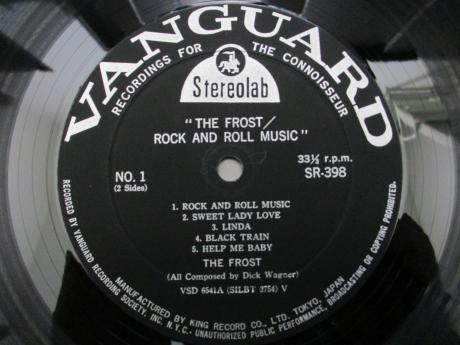 VANGUARD
RECORDINGS FOR THE CONNOISSEUR
Stereolab
"THE FROST/
ROCK AND ROLL MUSIC"
NO. 1
(2 Sides)
33⅓ r.p.m.
SR-398
1. ROCK AND ROLL MUSIC
2. SWEET LADY LOVE
3. LINDA
4. BLACK TRAIN
5. HELP ME BABY
THE FROST
(All Composed by Dick Wagner)
VSD 6541A (SILBT 2754) V
RECORDED BY VANGUARD RECORDING SOCIETY, INC. N.Y.C. - UNAUTHORIZED PUBLIC PERFORMANCE, BROADCASTING OR COPYING
MANUFACTURED BY KING RECORD CO., LTD. TOKYO, JAPAN